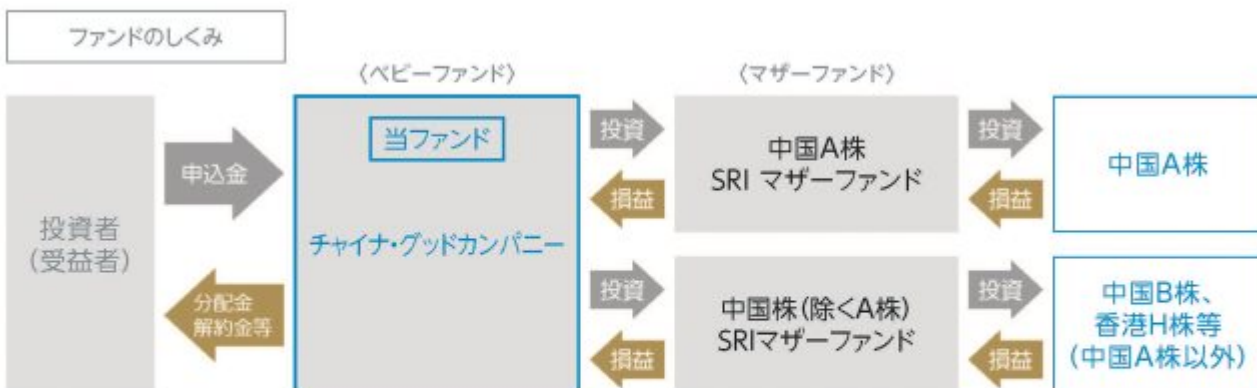 ファンドのしくみ
〈ベビーファンド〉
〈マザーファンド〉
投資者
(受益者)
申込金
分配金
解約金等
当ファンド
チャイナ・グッドカンパニー
投資
損益
投資
損益
中国A株
SRI マザーファンド
中国株(除くA株)
SRIマザーファンド
投資
損益
投資
損益
中国A株
中国B株、
香港H株等
(中国A株以外)